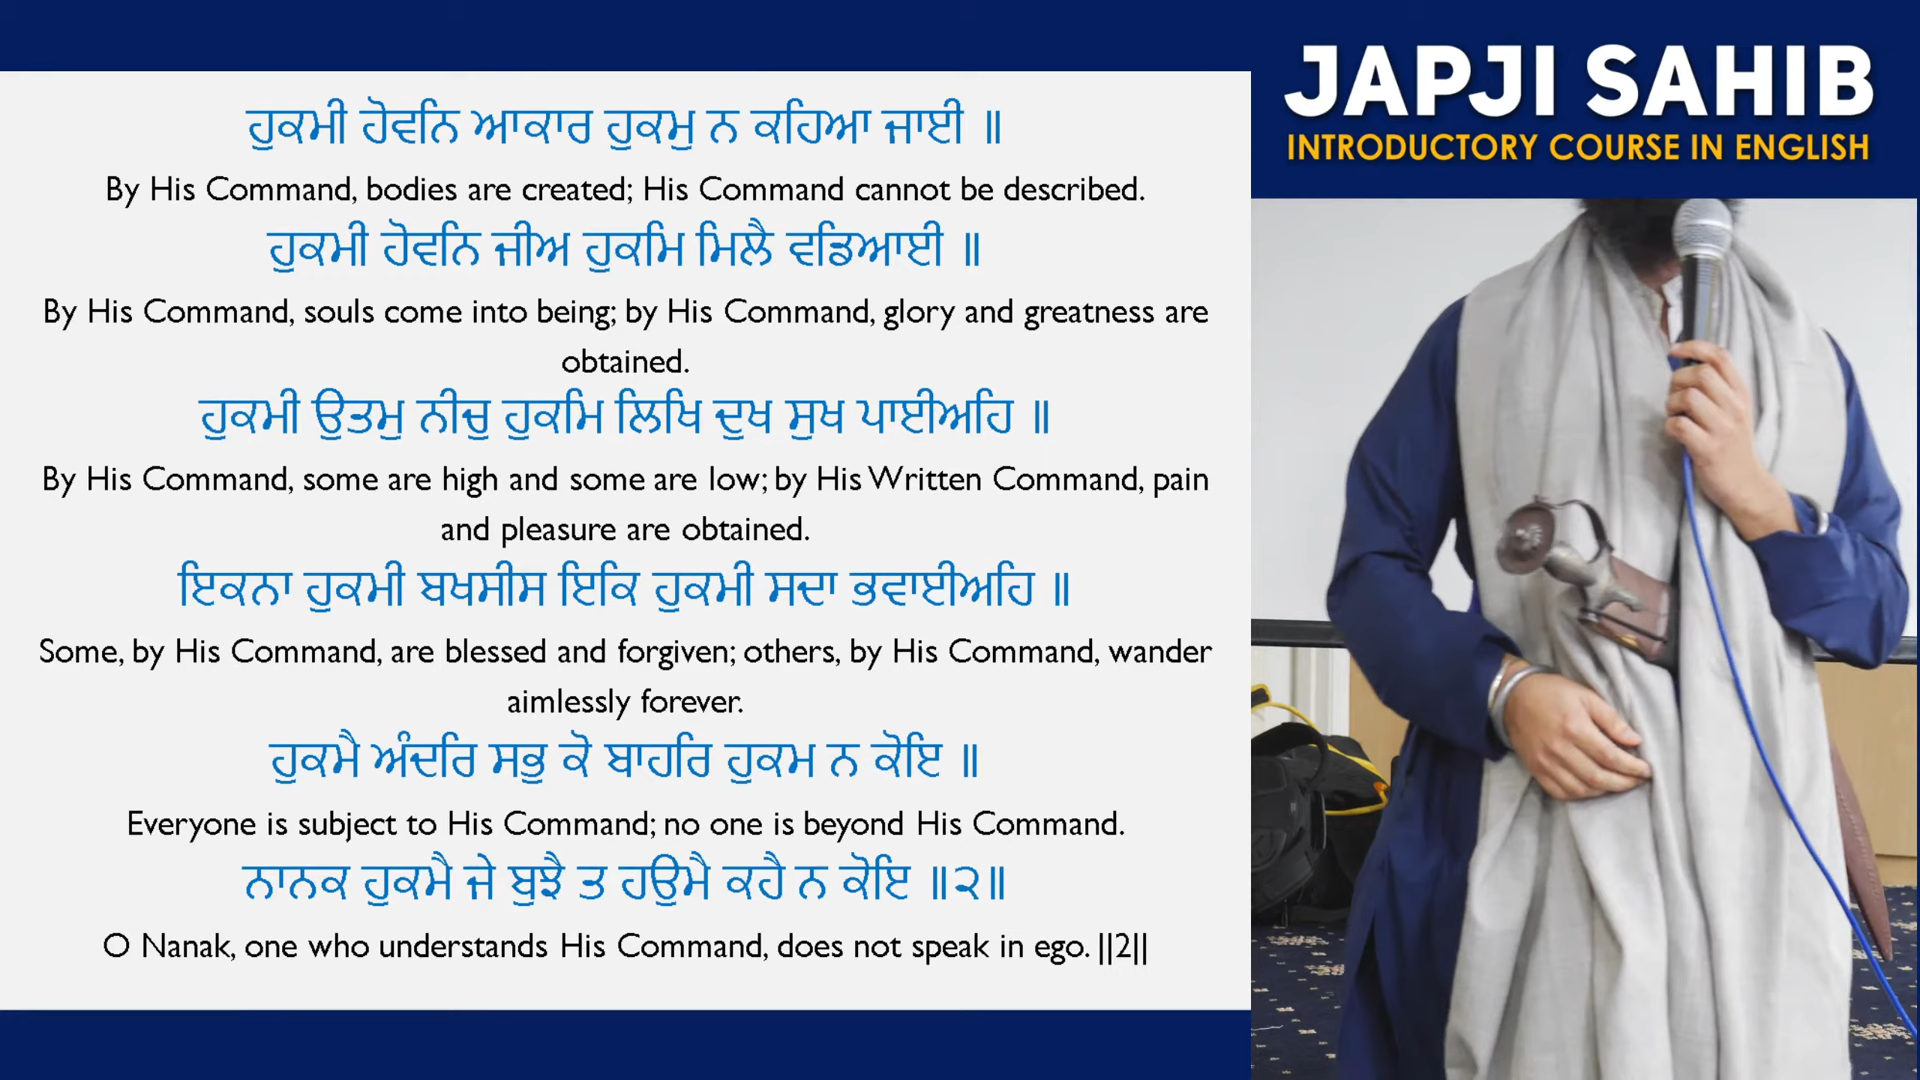 ਹੁਕਮੀ ਹੋਵਨਿ ਆਕਾਰ ਹੁਕਮੁ ਨ ਕਹਿਆ ਜਾਈ ॥
By His Command, bodies are created; His Command cannot be described.
ਹੁਕਮੀ ਹੋਵਨਿ ਜੀਅ ਹੁਕਮਿ ਮਿਲੈ ਵਡਿਆਈ ॥
By His Command, souls come into being; by His Command, glory and greatness are
obtained.
ਹੁਕਮੀ ਉਤਮੁ ਨੀਚੁ ਹੁਕਮਿ ਲਿਖਿ ਦੁਖ ਸੁਖ ਪਾਈਅਹਿ ॥
By His Command, some are high and some are low; by His Written Command, pain
and pleasure are obtained.
ਇਕਨਾ ਹੁਕਮੀ ਬਖਸੀਸ ਇਕਿ ਹੁਕਮੀ ਸਦਾ ਭਵਾਈਅਹਿ ॥
Some, by His Command, are blessed and forgiven; others, by His Command, wander
aimlessly forever.
ਹੁਕਮੈ ਅੰਦਰਿ ਸਭੁ ਕੋ ਬਾਹਰਿ ਹੁਕਮ ਨ ਕੋਇ ॥
Everyone is subject to His Command; no one is beyond His Command.
ਨਾਨਕ ਹੁਕਮੈ ਜੇ ਬੁਝੈ ਤ ਹਉਮੈ ਕਹੈ ਨ ਕੋਇ ॥੨॥
O Nanak, one who understands His Command, does not speak in ego. ||2||
JAPJI SAHIB
INTRODUCTORY COURSE IN ENGLISH